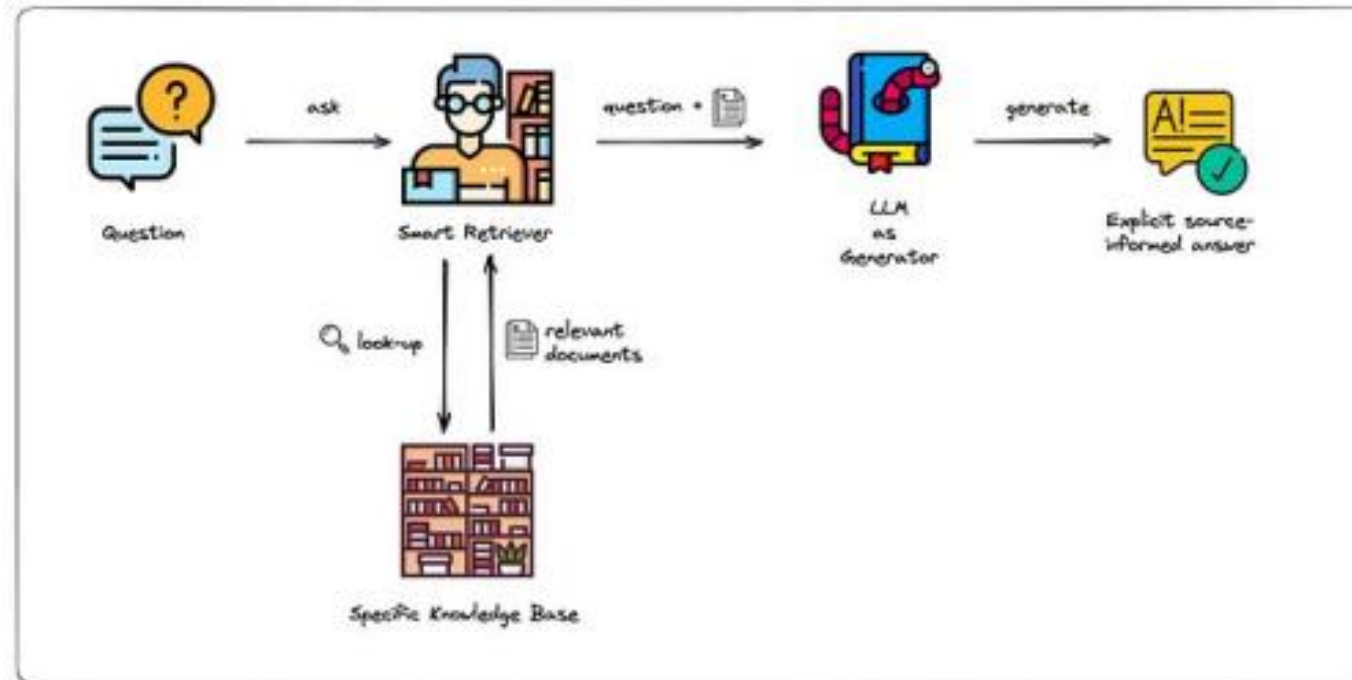 ?
ask
question +
generate
A!
Question
Smart Retriever
LLM
as
Generator
Explicit source-
informed answer
look-up
relevant
documents
Specific Knowledge Base